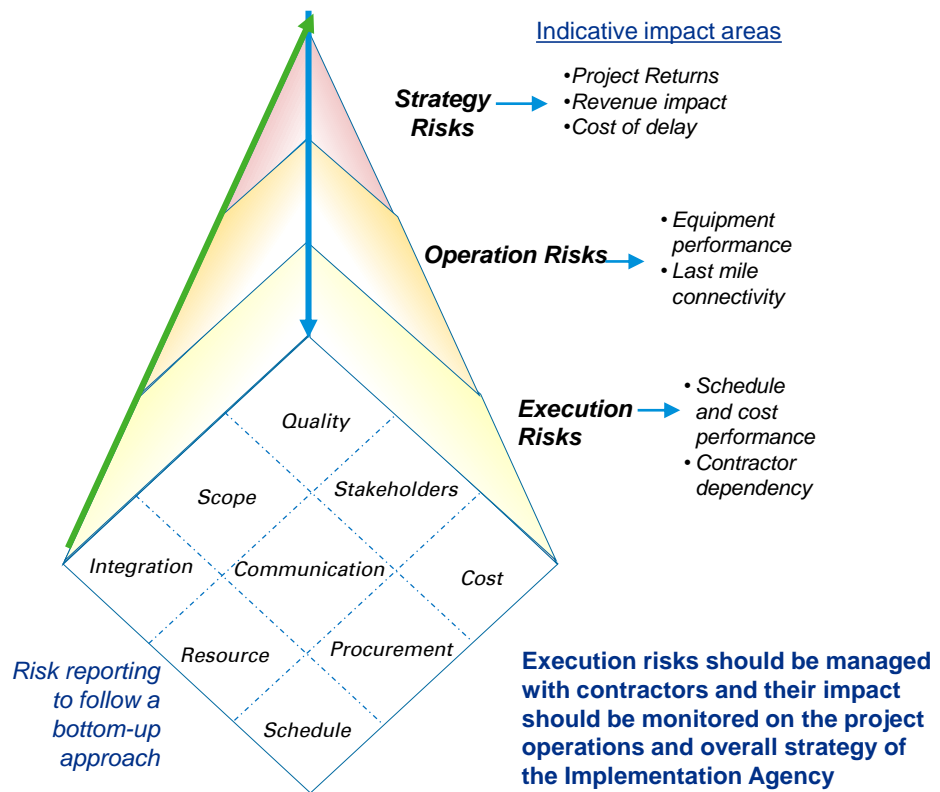 Indicative impact areas
Strategy
Risks
•Project Returns
•Revenue impact
•Cost of delay
Operation Risks
• Equipment
performance
• Last mile
connectivity
Execution
Risks
• Schedule
and cost
performance
• Contractor
dependency
Quality
Scope
Stakeholders
Integration
Communication
Cost
Resource
Procurement
Schedule
Risk reporting
to follow a
bottom-up
approach
Execution risks should be managed
with contractors and their impact
should be monitored on the project
operations and overall strategy of
the Implementation Agency